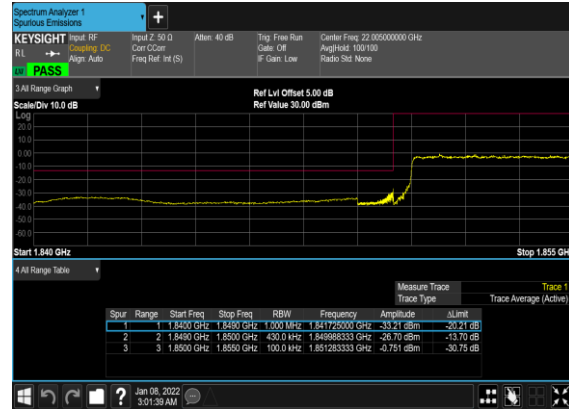 Spectrum Analyzer 1
Spurious Emissions
+
KEYSIGHT Input: RF Input Z: 50 Ω Atten: 40 dB Trig: Free Run Center Freq: 22.005000000 GHz
RL Coupling: DC Corr CCorr Gate: Off Avg|Hold: 100/100
Align: Auto Freq Ref: Int (S) IF Gain: Low Radio Std: None
PASS
3 All Range Graph
Ref Lvl Offset 5.00 dB
Scale/Div 10.0 dB Ref Value 30.00 dBm
Log
20.0
10.0
0.00
-10.0
-20.0
-30.0
-40.0
-50.0
-60.0
Start 1.840 GHz Stop 1.855 GH
4 All Range Table
Measure Trace Trace 1
Trace Type Trace Average (Active)
Spur Range Start Freq Stop Freq RBW Frequency Amplitude ΔLimit
1 1 1.8400 GHz 1.8490 GHz 1.000 MHz 1.841725000 GHz -33.21 dBm -20.21 dB
2 2 1.8490 GHz 1.8500 GHz 430.0 kHz 1.849988333 GHz -26.70 dBm -13.70 dB
3 3 1.8500 GHz 1.8550 GHz 100.0 kHz 1.851283333 GHz -0.751 dBm -30.75 dB
? Jan 08, 2022
3:01:39 AM